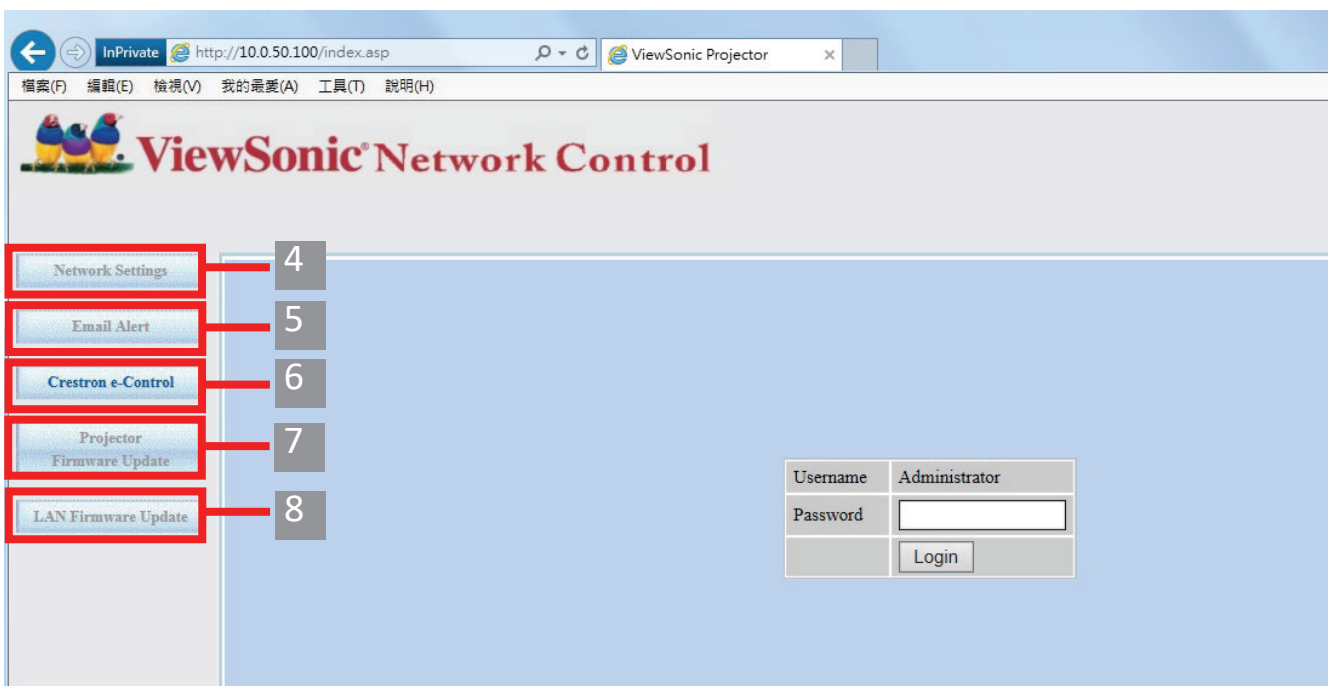 InPrivate http://10.0.50.100/index.asp ViewSonic Projector
檔案(F) 編輯(E) 檢視(V) 我的最愛(A) 工具(T) 說明(H)
ViewSonic® Network Control
Network Settings 4
Email Alert 5
Crestron e-Control 6
Projector
Firmware Update 7
LAN Firmware Update 8
Username Administrator
Password
Login